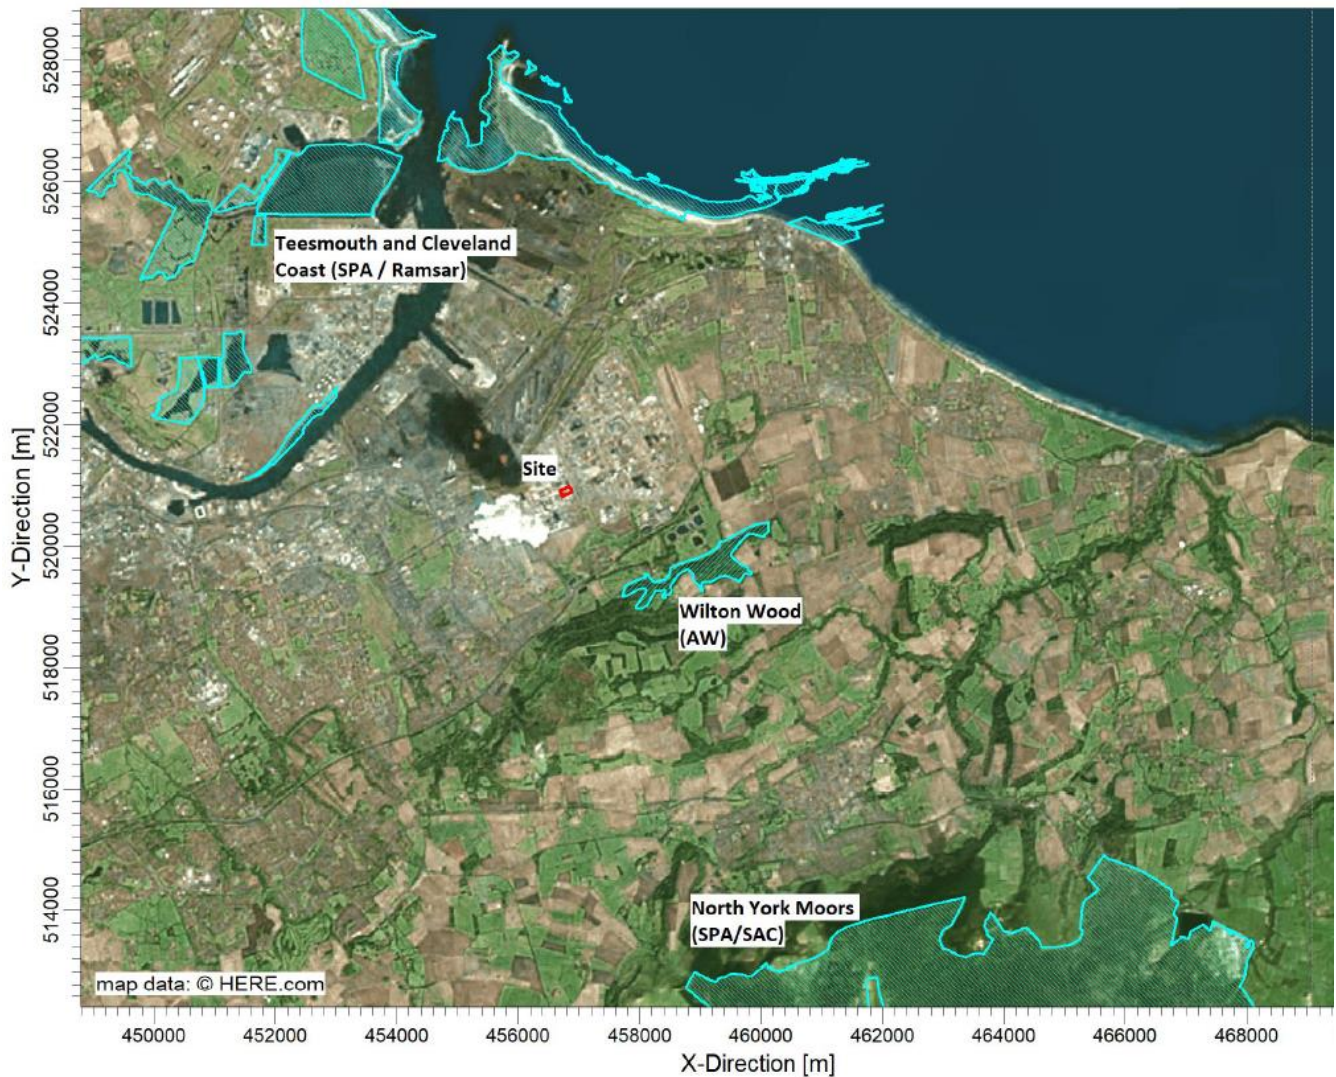 528000
526000
524000
522000
520000
518000
516000
514000
Y-Direction [m]
Teesmouth and Cleveland
Coast (SPA / Ramsar)
Site
Wilton Wood
(AW)
North York Moors
(SPA/SAC)
map data: © HERE.com
450000 452000 454000 456000 458000 460000 462000 464000 466000 468000
X-Direction [m]